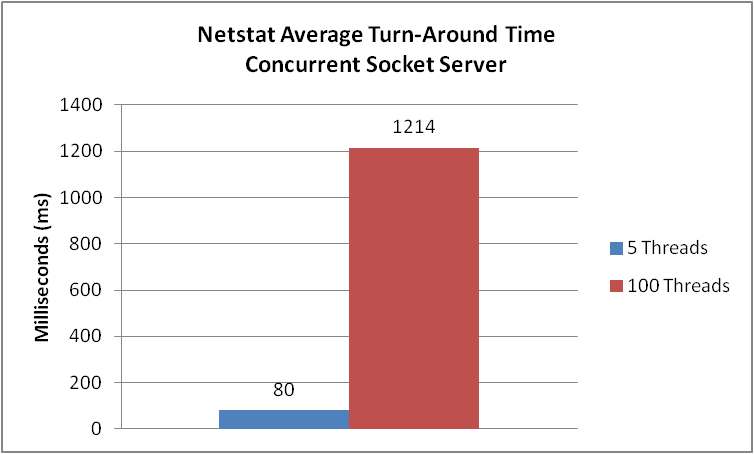 Netstat Average Turn-Around Time
Concurrent Socket Server
Milliseconds (ms)
1400
1200
1000
800
600
400
200
0
80
1214
5 Threads
100 Threads